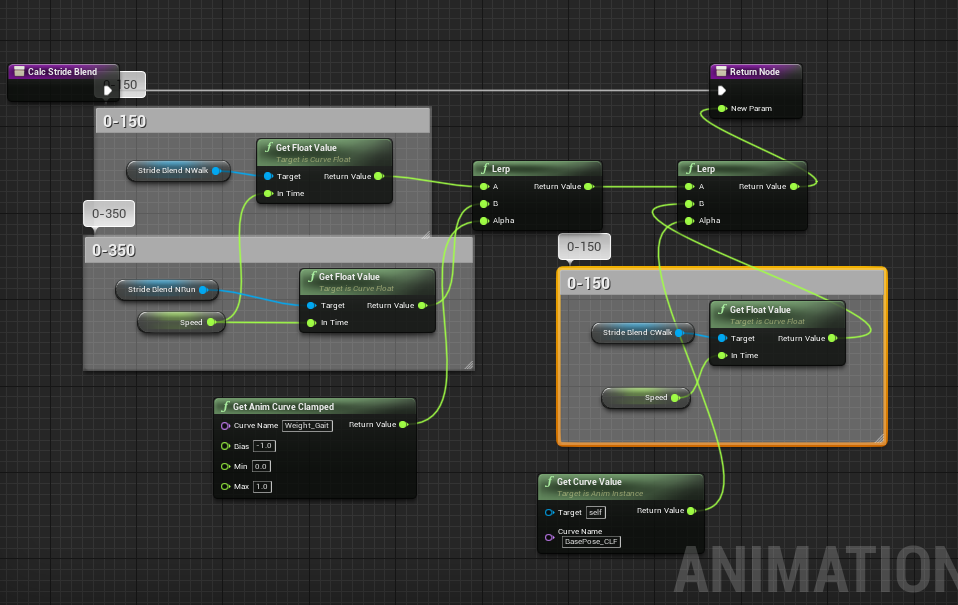 Calc Stride Blend
0-150
Return Node
New Param
0-150
Get Float Value
Target is Curve Float
Stride Blend NWalk
Target
Return Value
In Time
Lerp
A
Return Value
B
Alpha
Lerp
A
Return Value
B
Alpha
0-350
0-350
Get Float Value
Target is Curve Float
Stride Blend NRun
Target
Return Value
Speed
In Time
0-150
0-150
Get Float Value
Target is Curve Float
Stride Blend CWalk
Target
Return Value
In Time
Speed
Get Anim Curve Clamped
Curve Name
Weight_Gait
Return Value
Bias
-1.0
Min
0.0
Max
1.0
Get Curve Value
Target is Anim Instance
Target
self
Return Value
Curve Name
BasePose_CLF
ANIMATION